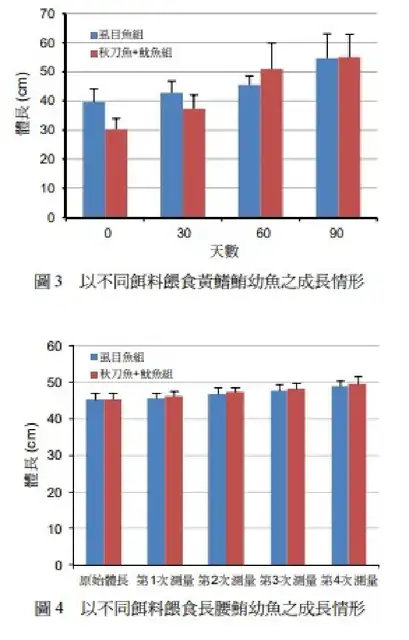 70
60
50
40
30
20
10
0
體長 (cm)
虱目魚組
秋刀魚+魷魚組
0 30 60 90
天數
圖 3 以不同餌料餵食黃鰭鮪幼魚之成長情形
60
50
40
30
20
10
0
體長 (cm)
虱目魚組
秋刀魚+魷魚組
原始體長 第1次測量 第2次測量 第3次測量 第4次測量
圖 4 以不同餌料餵食長腰鮪幼魚之成長情形